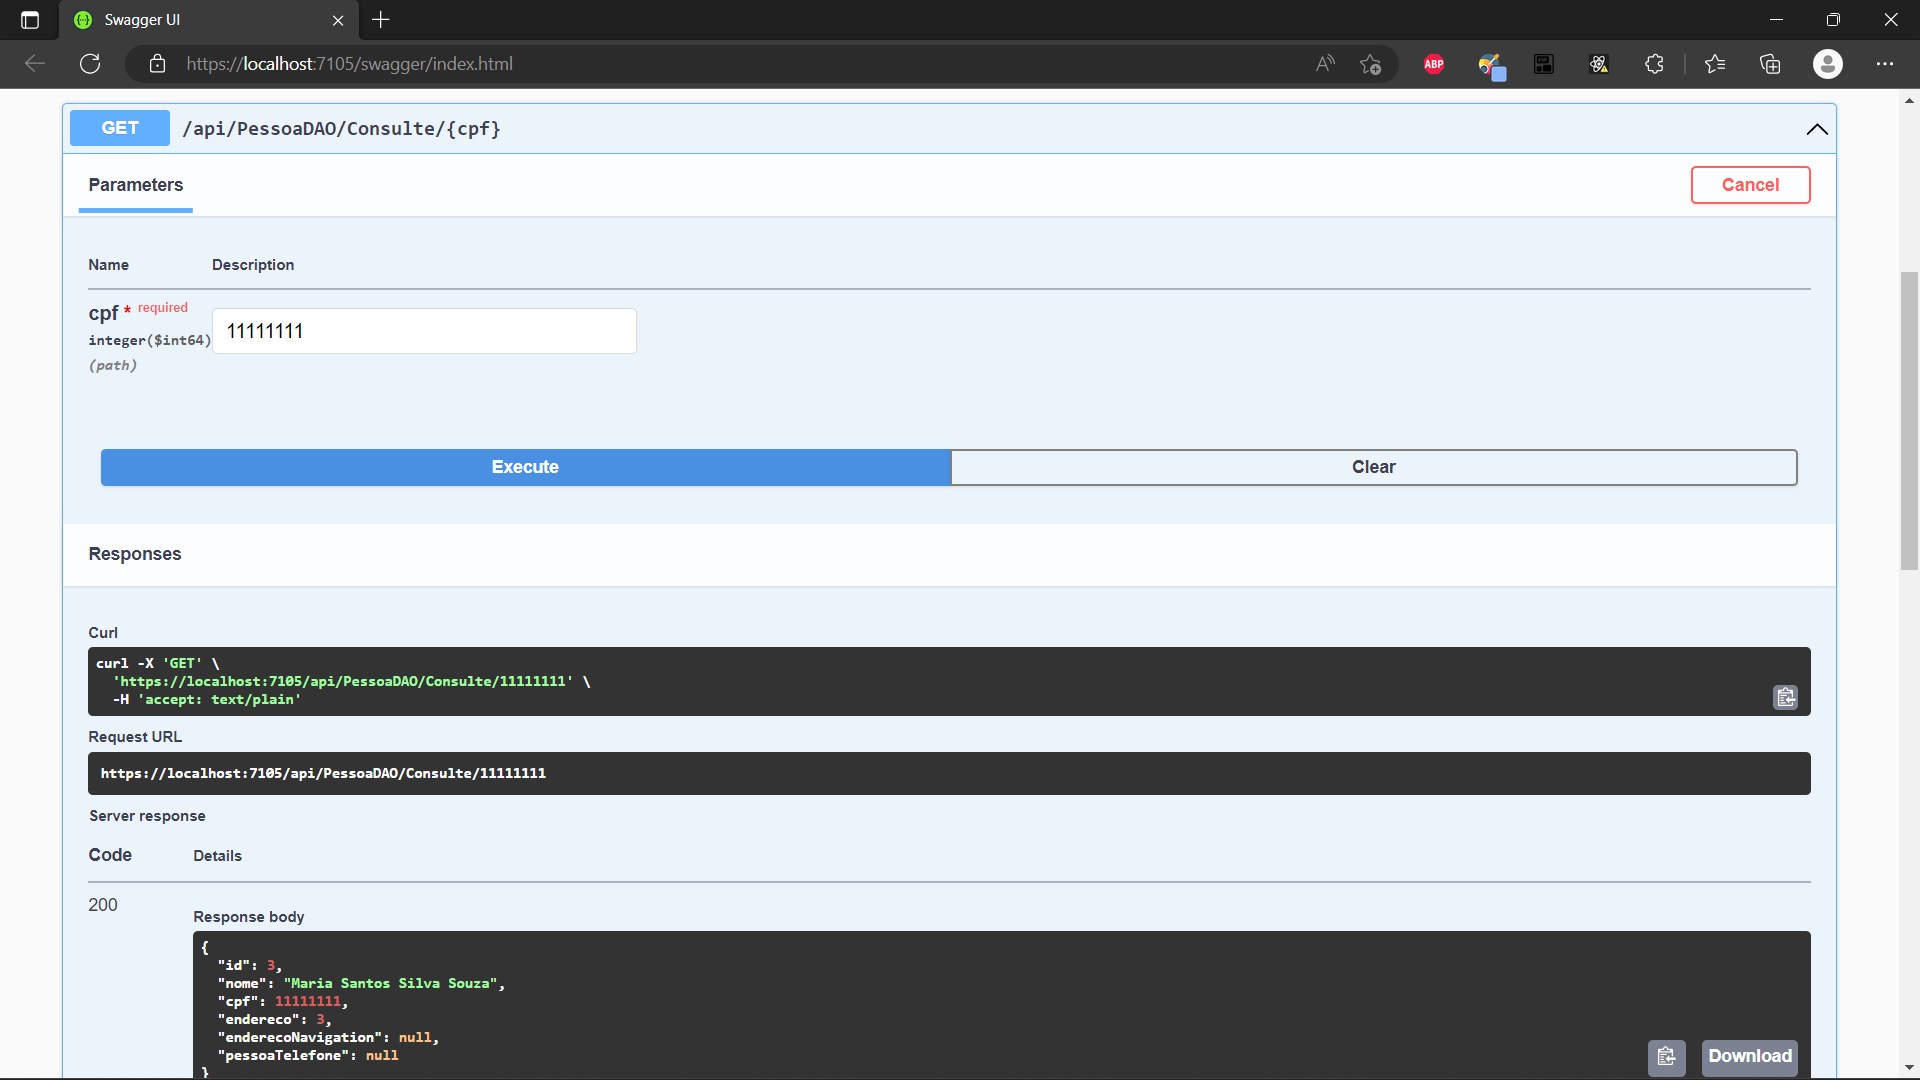 Swagger UI
https://localhost:7105/swagger/index.html
ABP
GET /api/PessoaDAO/Consulte/{cpf}
Parameters
Cancel
Name Description
cpf * required
integer($int64)
(path)
11111111
Execute
Clear
Responses
Curl
curl -X 'GET' \
'https://localhost:7105/api/PessoaDAO/Consulte/11111111' \
-H 'accept: text/plain'
Request URL
https://localhost:7105/api/PessoaDAO/Consulte/11111111
Server response
Code Details
200
Response body
{
"id": 3,
"nome": "Maria Santos Silva Souza",
"cpf": 11111111,
"endereco": 3,
"enderecoNavigation": null,
"pessoaTelefone": null
}
Download